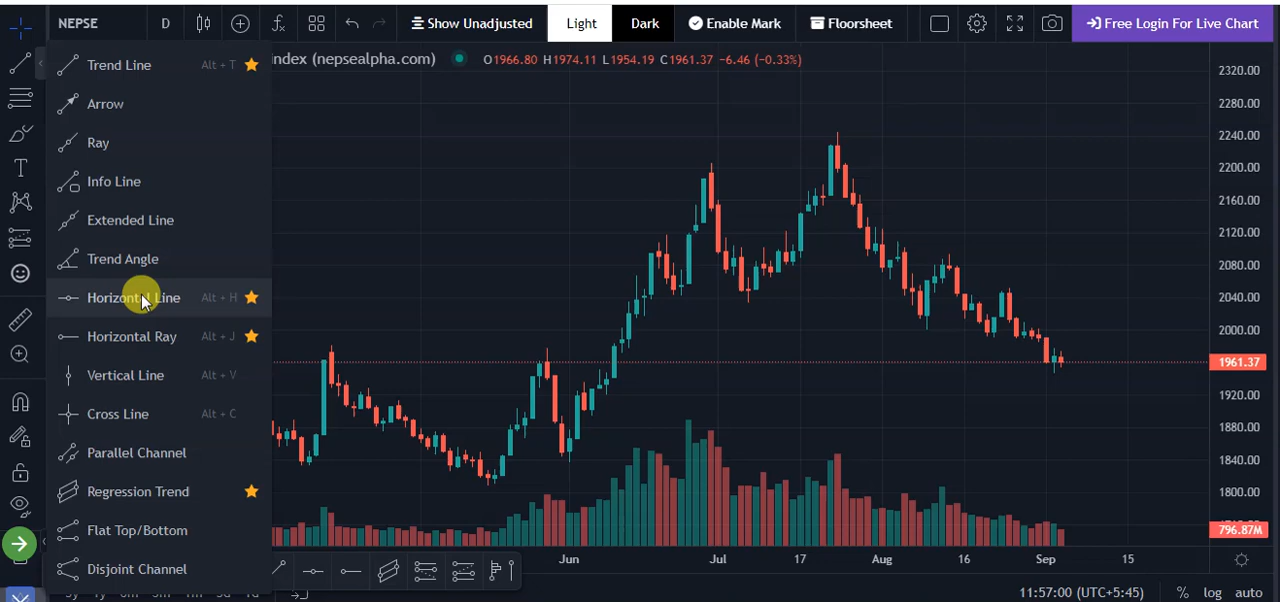 NEPSE D Show Unadjusted Light Dark Enable Mark Floorsheet Free Login For Live Chart
ndex (nepsealpha.com) O1966.80 H1974.11 L1954.19 C1961.37 -6.46 (-0.33%)
Trend Line Alt + T
Arrow
Ray
Info Line
Extended Line
Trend Angle
Horizontal Line Alt + H
Horizontal Ray Alt + J
Vertical Line Alt + V
Cross Line Alt + C
Parallel Channel
Regression Trend
Flat Top/Bottom
Disjoint Channel
2320.00
2280.00
2240.00
2200.00
2160.00
2120.00
2080.00
2040.00
2000.00
1961.37
1920.00
1880.00
1840.00
1800.00
796.87M
Jun Jul 17 Aug 16 Sep 15
11:57:00 (UTC+5:45) % log auto